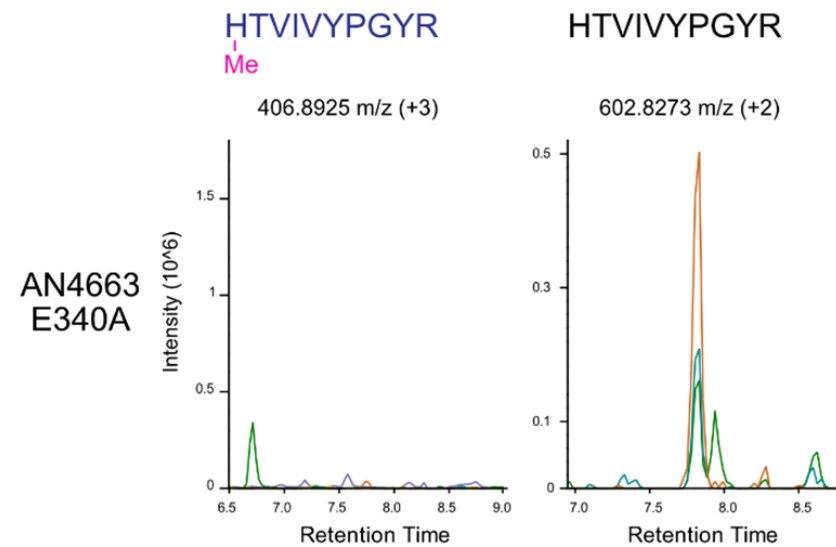 HTVIVYPGYR
Me
406.8925 m/z (+3)
HTVIVYPGYR
602.8273 m/z (+2)
AN4663
E340A
Intensity (10^6)
1.5
1
0.5
0
6.5 7.0 7.5 8.0 8.5 9.0
Retention Time
0.5
0.3
0.1
0
7.0 7.5 8.0 8.5
Retention Time